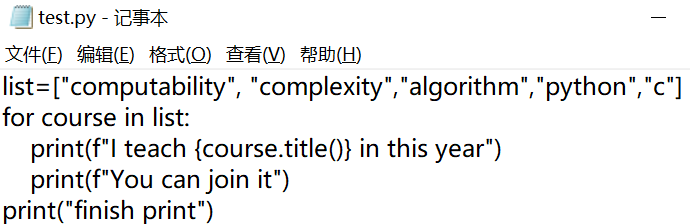 test.py - 记事本
文件(F) 编辑(E) 格式(O) 查看(V) 帮助(H)
list=["computability", "complexity","algorithm","python","c"]
for course in list:
    print(f"I teach {course.title()} in this year")
    print(f"You can join it")
print("finish print")